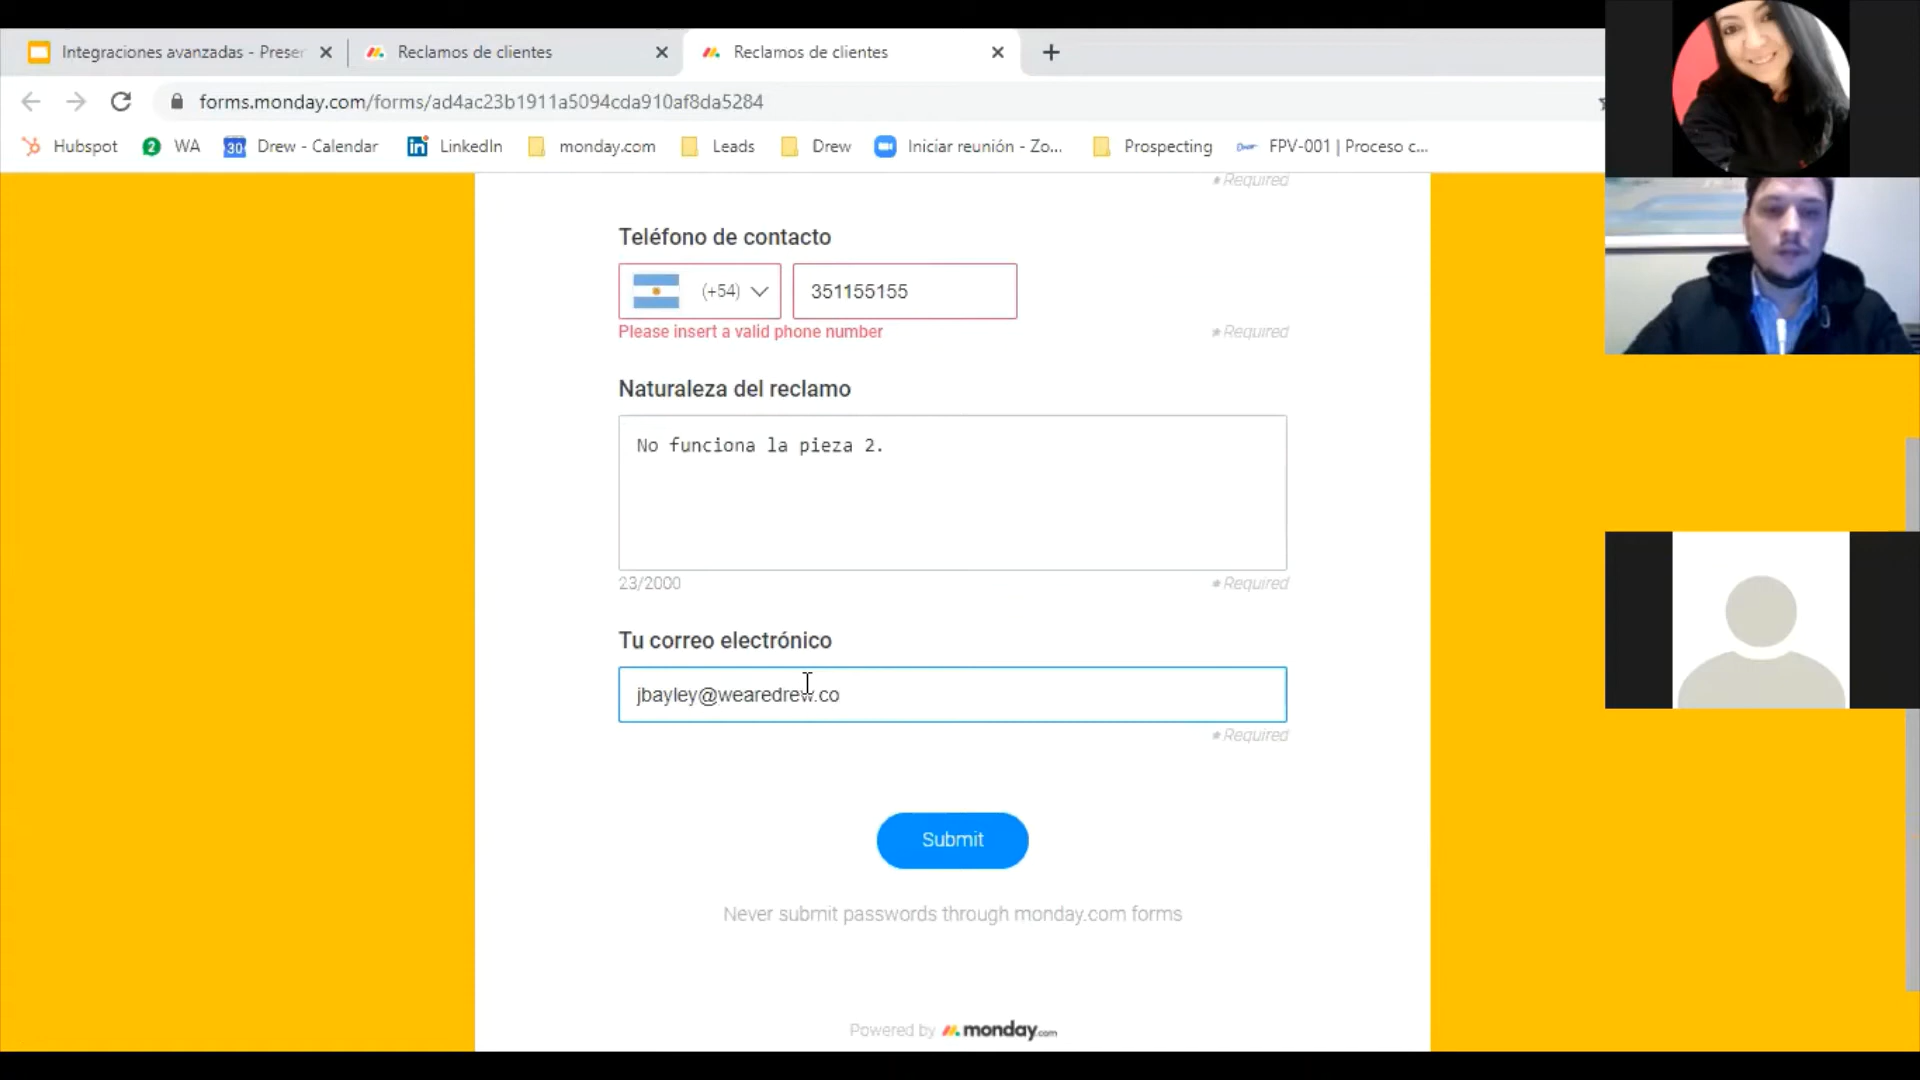 Integraciones avanzadas - Preser
Reclamos de clientes
Reclamos de clientes
forms.monday.com/forms/ad4ac23b1911a5094cda910af8da5284
Hubspot
2 WA
30 Drew - Calendar
in LinkedIn
monday.com
Leads
Drew
Iniciar reunión - Zo...
Prospecting
FPV-001 | Proceso c...
* Required
Teléfono de contacto
(+54)
351155155
Please insert a valid phone number
* Required
Naturaleza del reclamo
No funciona la pieza 2.
23/2000
* Required
Tu correo electrónico
jbayley@wearedrew.co
* Required
Submit
Never submit passwords through monday.com forms
Powered by monday.com